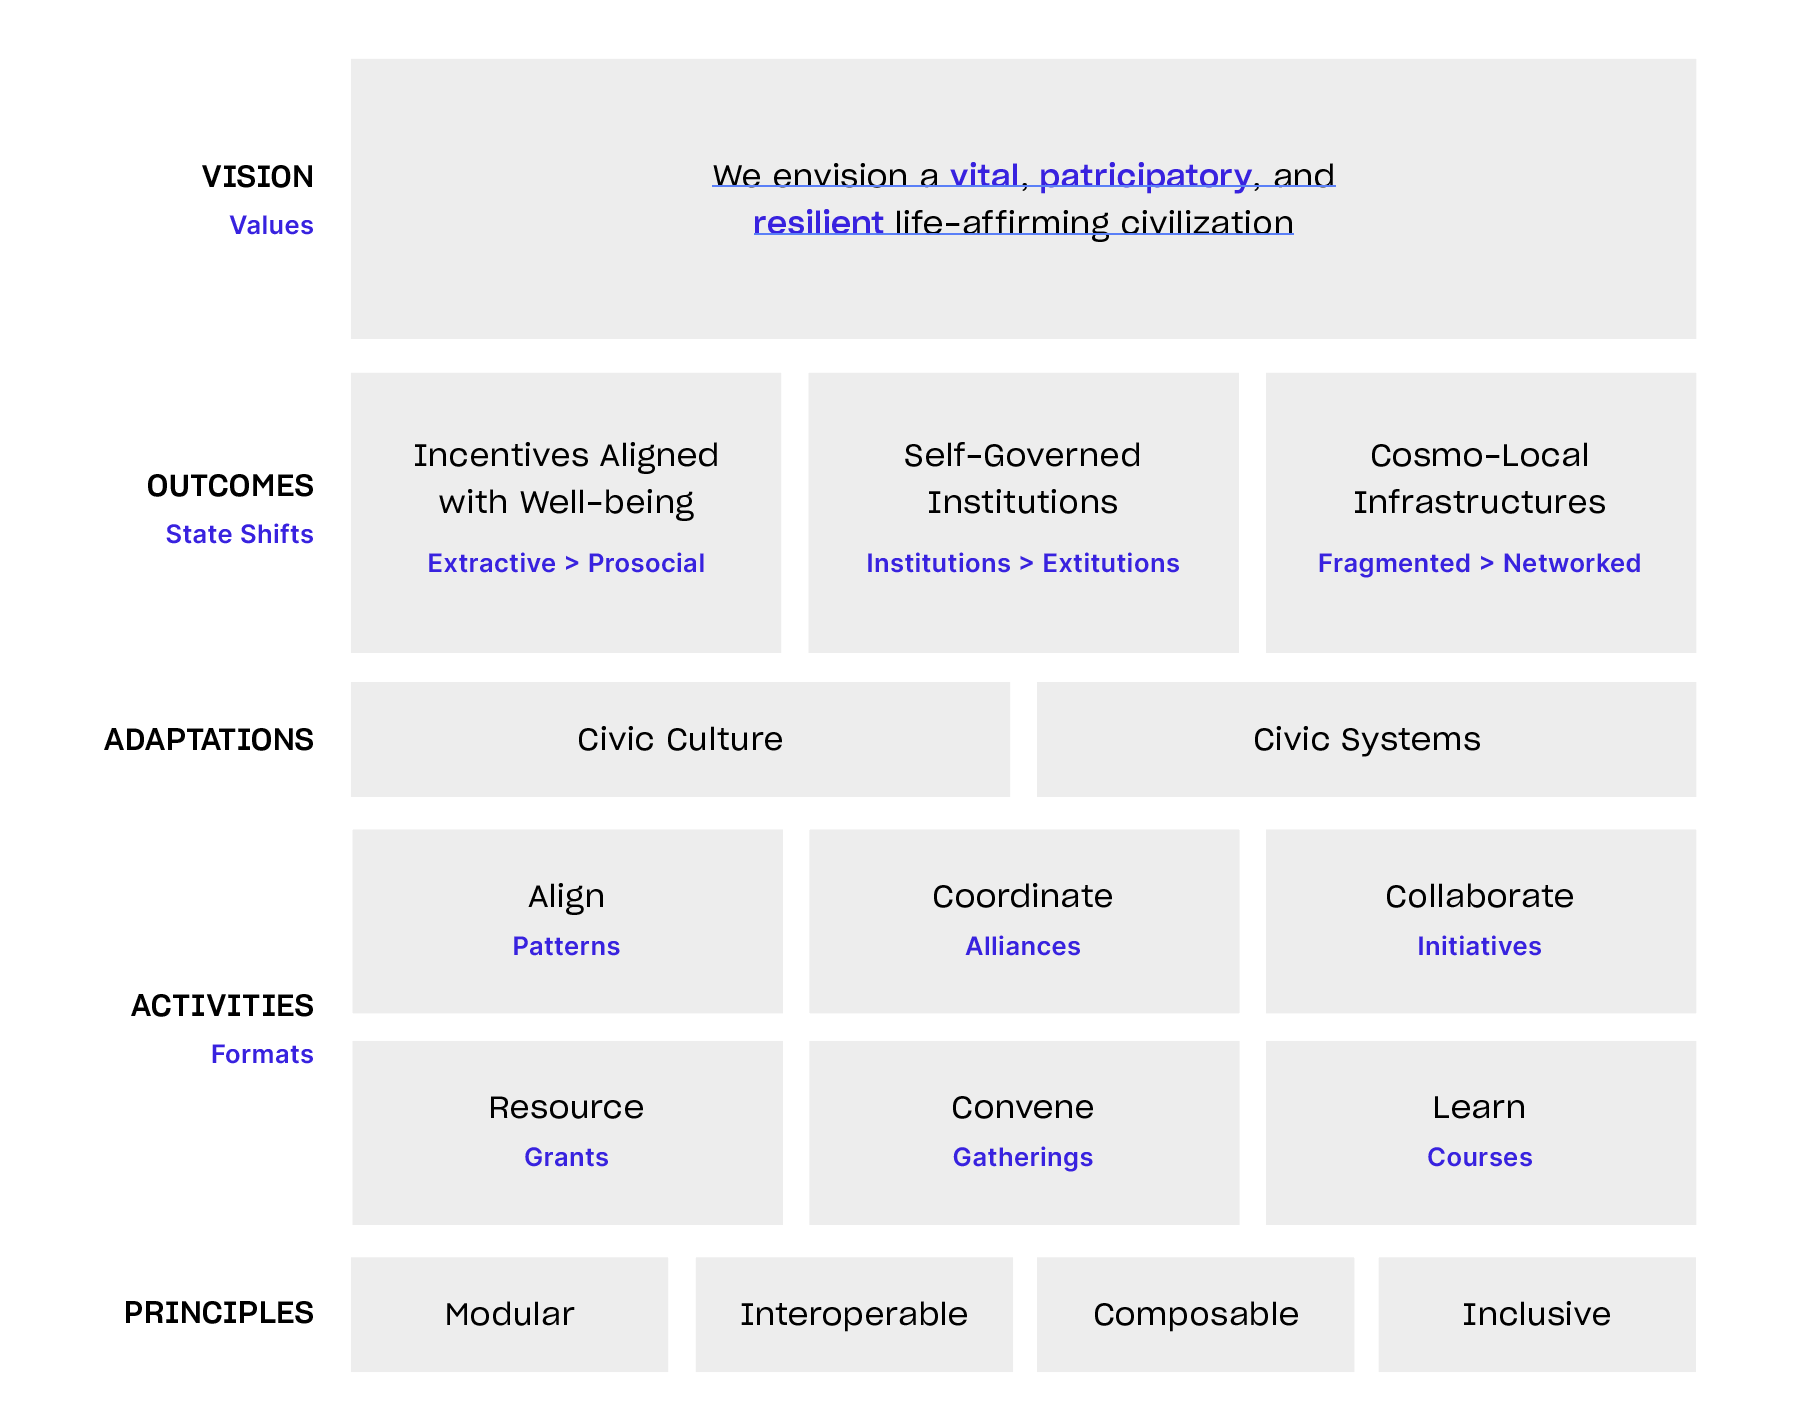 VISION
Values
We envision a vital, patricipatory, and
resilient life-affirming civilization
OUTCOMES
State Shifts
Incentives Aligned
with Well-being
Extractive > Prosocial
Self-Governed
Institutions
Institutions > Extitutions
Cosmo-Local
Infrastructures
Fragmented > Networked
ADAPTATIONS
Civic Culture
Civic Systems
ACTIVITIES
Formats
Align
Patterns
Coordinate
Alliances
Collaborate
Initiatives
Resource
Grants
Convene
Gatherings
Learn
Courses
PRINCIPLES
Modular
Interoperable
Composable
Inclusive